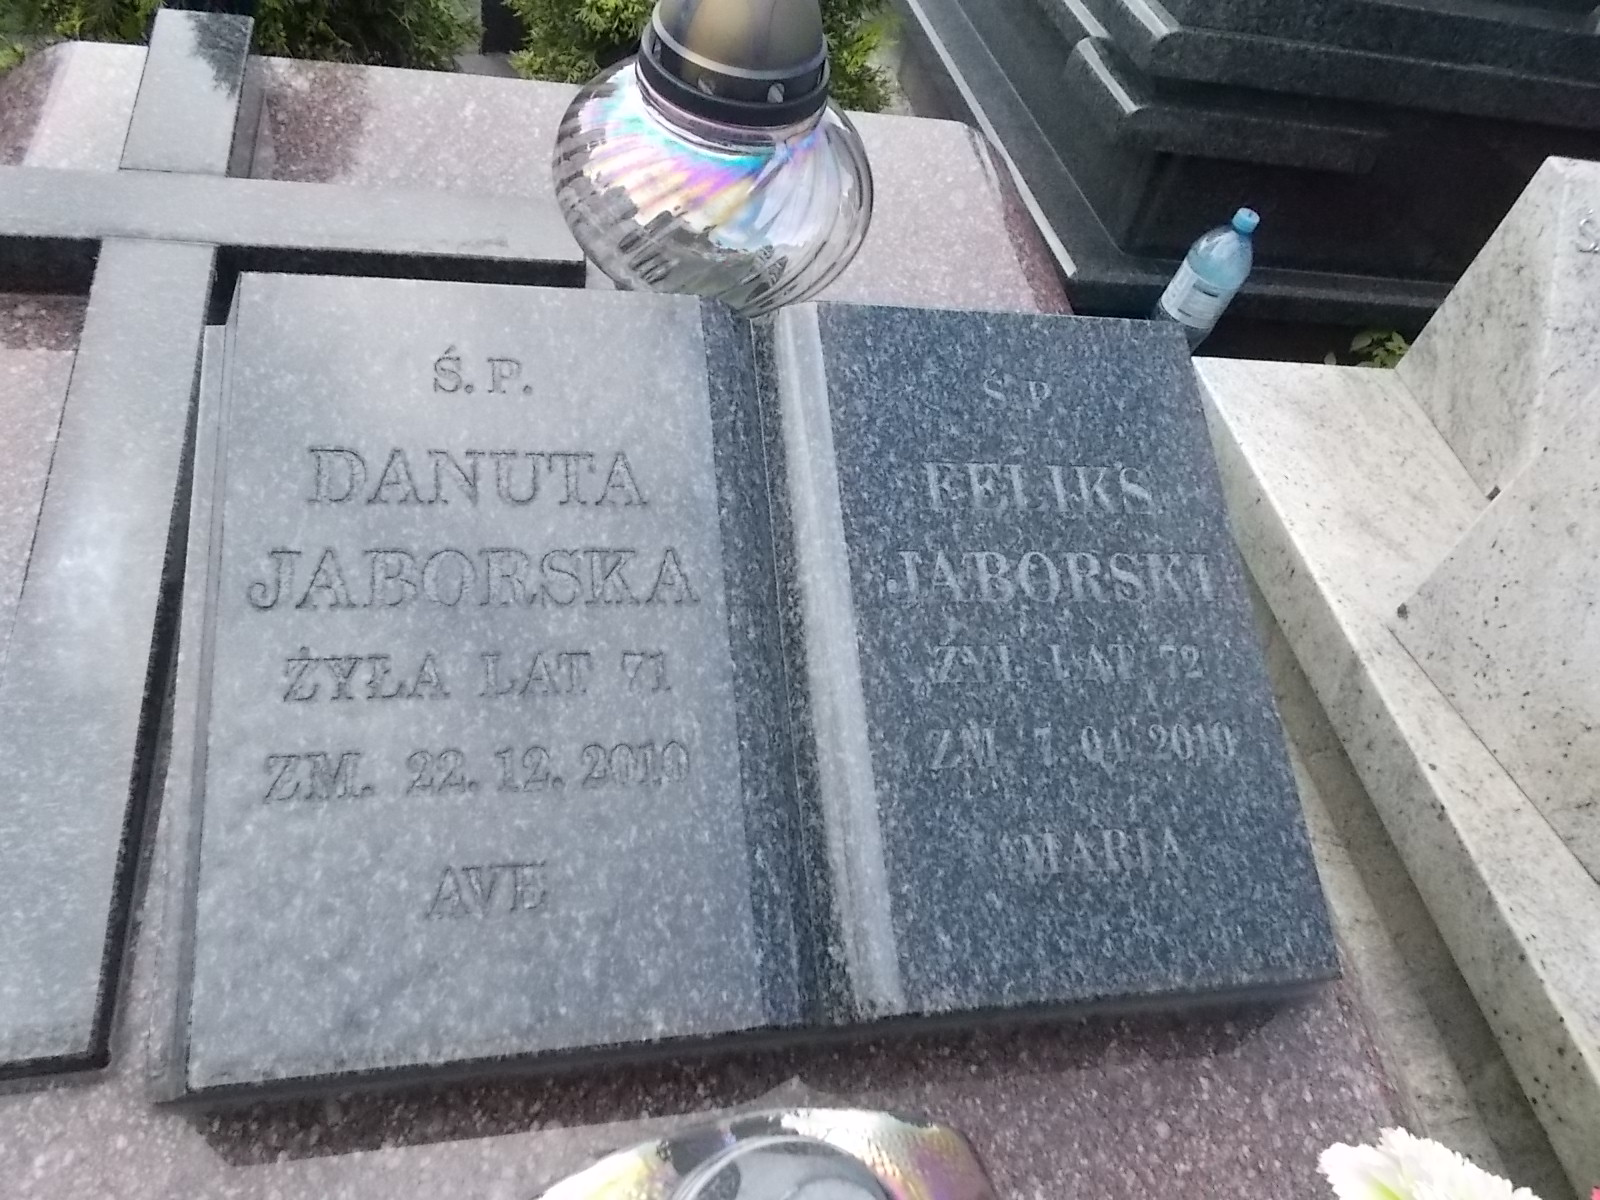 Ś. P.
DANUTA
JABORSKA
ŻYŁA LAT 71
ZM. 22. 12. 2010
AVE
Ś. P.
FELIKS
JABORSKI
ŻYŁ LAT 72
ZM. 7. 01. 2010
MARIA